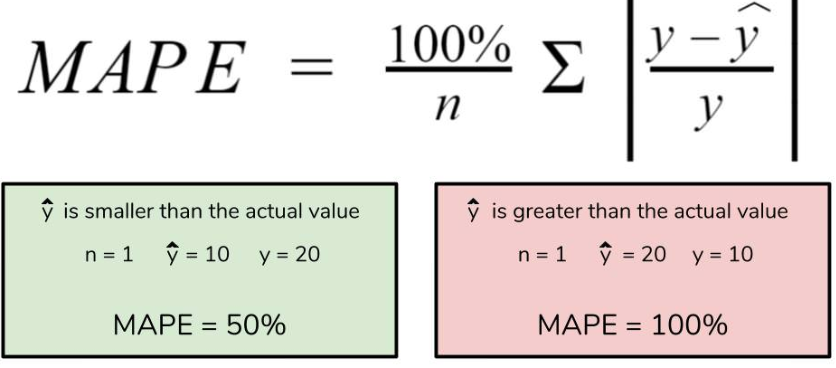 MAPE = 100%/n Σ |y − ŷ / y|
ŷ is smaller than the actual value
n = 1 ŷ = 10 y = 20
MAPE = 50%
ŷ is greater than the actual value
n = 1 ŷ = 20 y = 10
MAPE = 100%